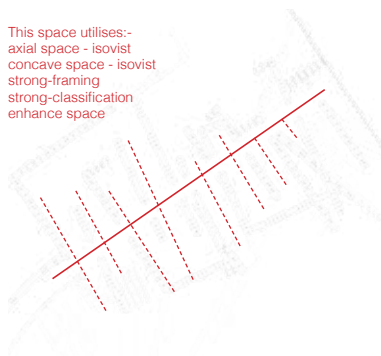 This space utilises:-
axial space - isovist
concave space - isovist
strong-framing
strong-classification
enhance space